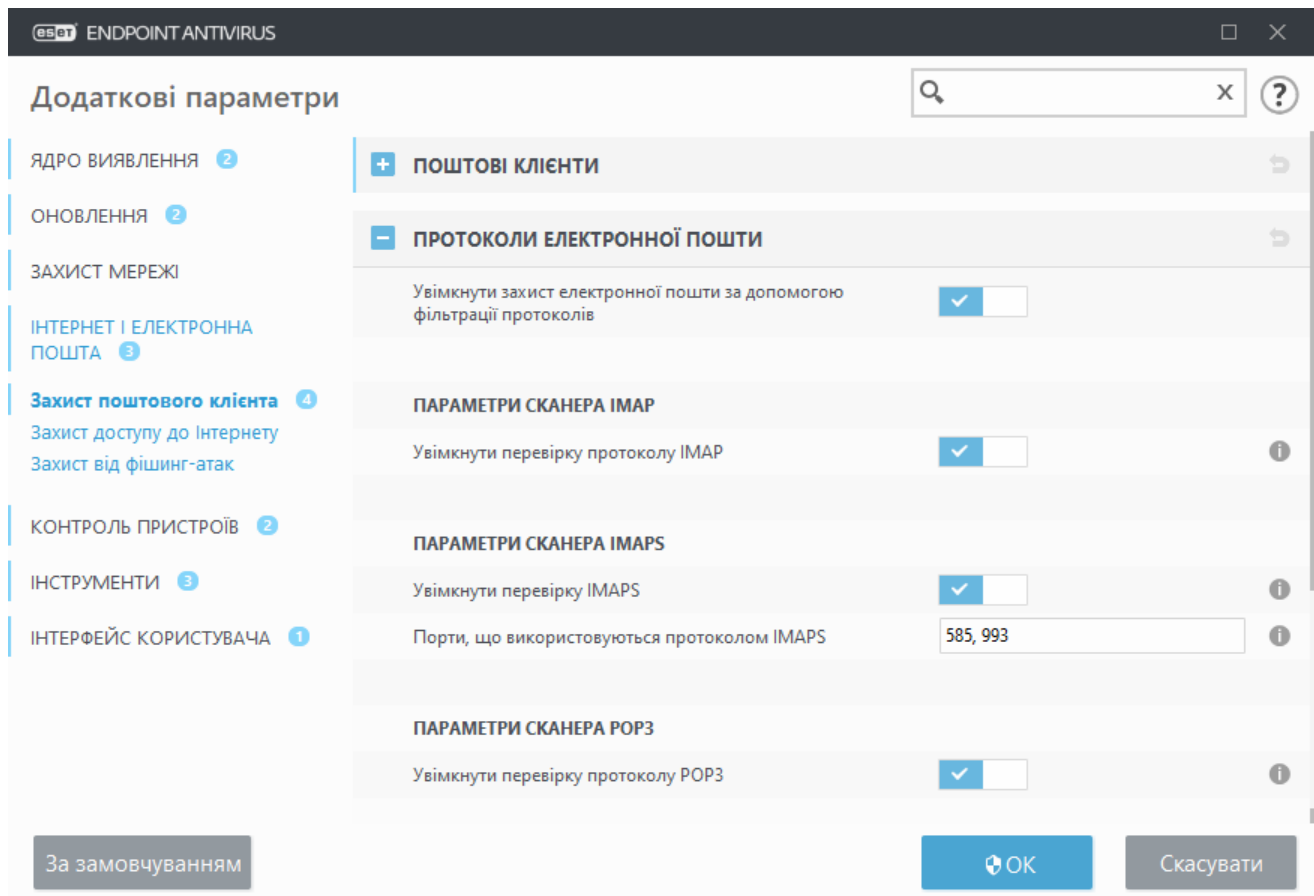 eset ENDPOINT ANTIVIRUS
Додаткові параметри
x
?
ЯДРО ВИЯВЛЕННЯ 2
ОНОВЛЕННЯ 2
ЗАХИСТ МЕРЕЖІ
ІНТЕРНЕТ І ЕЛЕКТРОННА
ПОШТА 3
Захист поштового клієнта 4
Захист доступу до Інтернету
Захист від фішинг-атак
КОНТРОЛЬ ПРИСТРОЇВ 2
ІНСТРУМЕНТИ 3
ІНТЕРФЕЙС КОРИСТУВАЧА 1
ПОШТОВІ КЛІЄНТИ
ПРОТОКОЛИ ЕЛЕКТРОННОЇ ПОШТИ
Увімкнути захист електронної пошти за допомогою
фільтрації протоколів
ПАРАМЕТРИ СКАНЕРА IMAP
Увімкнути перевірку протоколу IMAP
ПАРАМЕТРИ СКАНЕРА IMAPS
Увімкнути перевірку IMAPS
Порти, що використовуються протоколом IMAPS 585, 993
ПАРАМЕТРИ СКАНЕРА POP3
Увімкнути перевірку протоколу POP3
За замовчуванням
ОК
Скасувати